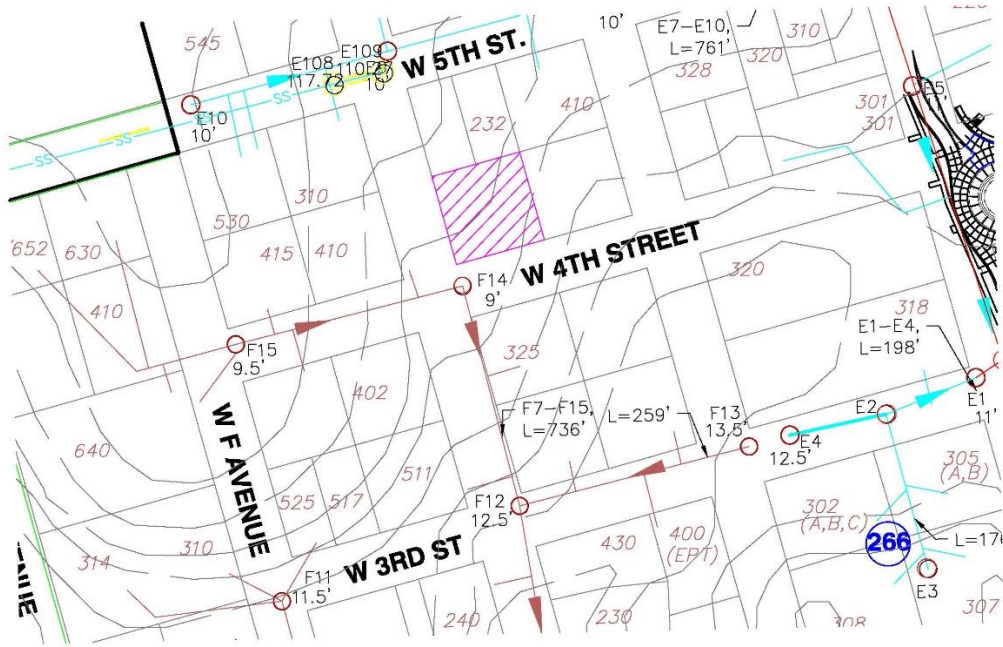 545
E109
E108
117.72
10'
W 5TH ST.
10'
E7-E10,
L=761'
310
320
328
E10
10'
SS
SS
SS
232
410
301
301
E5
310
530
652
630
415
410
410
W 4TH STREET
F14
9'
F15
9.5'
320
318
325
E1-E4,
L=198'
402
F7-F15,
L=736'
L=259'
F13
13.5'
E2
E1
11'
E4
12.5'
640
W F AVENUE
511
525
517
F12
12.5'
305
(A,B)
302
(A,B,C)
400
(EPT)
430
266
314
310
W 3RD ST
F11
11.5'
E3
240
230
308
307